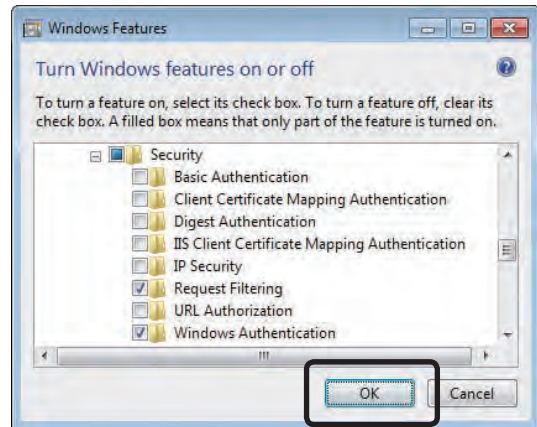 Windows Features
Turn Windows features on or off
To turn a feature on, select its check box. To turn a feature off, clear its
check box. A filled box means that only part of the feature is turned on.
Security
Basic Authentication
Client Certificate Mapping Authentication
Digest Authentication
IIS Client Certificate Mapping Authentication
IP Security
Request Filtering
URL Authorization
Windows Authentication
OK
Cancel